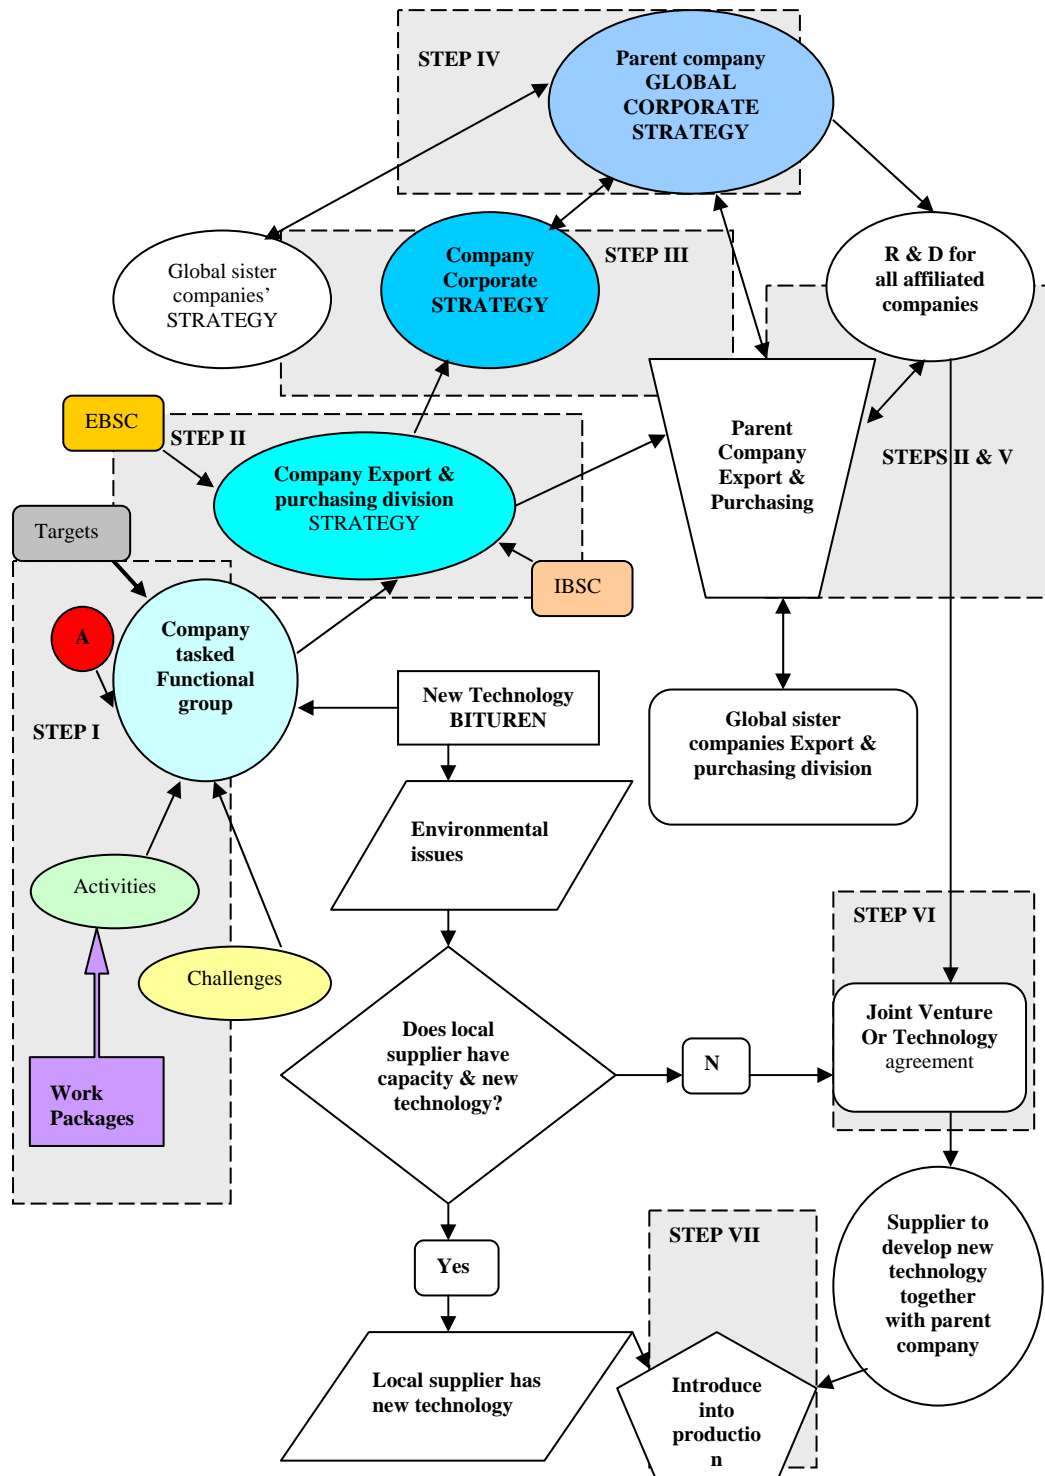 STEP IV
Parent company
GLOBAL
CORPORATE
STRATEGY
Global sister
companies’
STRATEGY
Company
Corporate
STRATEGY
STEP III
R & D for
all affiliated
companies
EBSC
STEP II
Company Export &
purchasing division
STRATEGY
Parent
Company
Export &
Purchasing
STEPS II & V
Targets
IBSC
A
Company
tasked
Functional
group
STEP I
New Technology
BITUREN
Global sister
companies Export &
purchasing division
Environmental
issues
Activities
Challenges
STEP VI
Work
Packages
Does local
supplier have
capacity & new
technology?
N
Joint Venture
Or Technology
agreement
Yes
STEP VII
Supplier to
develop new
technology
together
with parent
company
Local supplier has
new technology
Introduce
into
productio
n